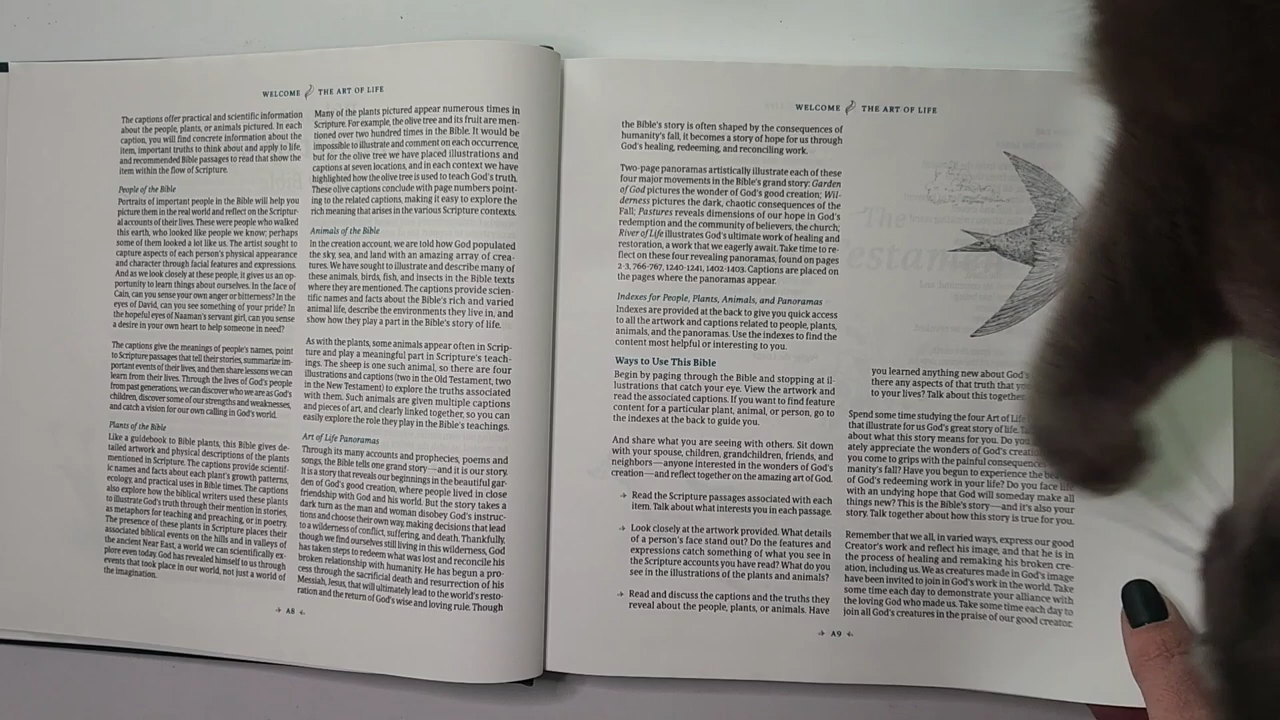 WELCOME THE ART OF LIFE
The captions offer practical and scientific information
about the people, plants, or animals pictured. In each
caption, you will find concrete information about the
item, important truths to think about and apply to life,
and recommended Bible passages to read that show the
item within the flow of Scripture.
People of the Bible
Portraits of important people in the Bible will help you
picture them in the real world and reflect on the Scriptur-
al accounts of their lives. These were people who walked
this earth, who looked like people we know; perhaps
some of them looked a lot like us. The artist sought to
capture aspects of each person's physical appearance
and character through facial features and expressions.
And as we look closely at these people, it gives us an op-
portunity to learn things about ourselves. In the face of
Cain, can you sense your own anger or bitterness? In the
eyes of David, can you see something of your pride? In
the hopeful eyes of Naaman's servant girl, can you sense
a desire in your own heart to help someone in need?
The captions give the meanings of people's names, point
to Scripture passages that tell their stories, summarize im-
portant events of their lives, and then share lessons we can
learn from their lives. Through the lives of God's people
from past generations, we can discover who we are as God's
children, discover some of our strengths and weaknesses,
and catch a vision for our own calling in God's world.
Plants of the Bible
Like a guidebook to Bible plants, this Bible gives de-
tailed artwork and physical descriptions of the plants
mentioned in Scripture. The captions provide scientif-
ic names and facts about each plant's growth patterns,
ecology, and practical uses in Bible times. The captions
also explore how the biblical writers used these plants
to illustrate God's truth through their mention in stories,
as metaphors for teaching and preaching, or in poetry.
The presence of these plants in Scripture places their
associated biblical events on the hills and in valleys of
the ancient Near East, a world we can scientifically ex-
plore even today. God has revealed himself to us through
events that took place in our world, not just a world of
the imagination.
Many of the plants pictured appear numerous times in
Scripture. For example, the olive tree and its fruit are men-
tioned over two hundred times in the Bible. It would be
impossible to illustrate and comment on each occurrence,
but for the olive tree we have placed illustrations and
captions at seven locations, and in each context we have
highlighted how the olive tree is used to teach God's truth.
These olive captions conclude with page numbers point-
ing to the related captions, making it easy to explore the
rich meaning that arises in the various Scripture contexts.
Animals of the Bible
In the creation account, we are told how God populated
the sky, sea, and land with an amazing array of crea-
tures. We have sought to illustrate and describe many of
these animals, birds, fish, and insects in the Bible texts
where they are mentioned. The captions provide scien-
tific names and facts about the Bible's rich and varied
animal life, describe the environments they live in, and
show how they play a part in the Bible's story of life.
As with the plants, some animals appear often in Scrip-
ture and play a meaningful part in Scripture's teach-
ings. The sheep is one such animal, so there are four
illustrations and captions (two in the Old Testament, two
in the New Testament) to explore the truths associated
with them. Such animals are given multiple captions
and pieces of art, and clearly linked together, so you can
easily explore the role they play in the Bible's teachings.
Art of Life Panoramas
Through its many accounts and prophecies, poems and
songs, the Bible tells one grand story—and it is our story.
It is a story that reveals our beginnings in the beautiful gar-
den of God's good creation, where people lived in close
friendship with God and his world. But the story takes a
dark turn as the man and woman disobey God's instruc-
tions and choose their own way, making decisions that lead
to a wilderness of conflict, suffering, and death. Thankfully,
though we find ourselves still living in this wilderness, God
has taken steps to redeem what was lost and reconcile his
broken relationship with humanity. He has begun a pro-
cess through the sacrificial death and resurrection of his
Messiah, Jesus, that will ultimately lead to the world's resto-
ration and the return of God's wise and loving rule. Though
A8
WELCOME THE ART OF LIFE
the Bible's story is often shaped by the consequences of
humanity's fall, it becomes a story of hope for us through
God's healing, redeeming, and reconciling work.
Two-page panoramas artistically illustrate each of these
four major movements in the Bible's grand story: Garden
of God pictures the wonder of God's good creation; Wil-
derness pictures the dark, chaotic consequences of the
Fall; Pastures reveals dimensions of our hope in God's
redemption and the community of believers, the church;
River of Life illustrates God's ultimate work of healing and
restoration, a work that we eagerly await. Take time to re-
flect on these four revealing panoramas, found on pages
2-3, 766-767, 1240-1241, 1402-1403. Captions are placed on
the pages where the panoramas appear.
Indexes for People, Plants, Animals, and Panoramas
Indexes are provided at the back to give you quick access
to all the artwork and captions related to people, plants,
animals, and the panoramas. Use the indexes to find the
content most helpful or interesting to you.
Ways to Use This Bible
Begin by paging through the Bible and stopping at il-
lustrations that catch your eye. View the artwork and
read the associated captions. If you want to find feature
content for a particular plant, animal, or person, go to
the indexes at the back to guide you.
And share what you are seeing with others. Sit down
with your spouse, children, grandchildren, friends, and
neighbors—anyone interested in the wonders of God's
creation—and reflect together on the amazing art of God.
Read the Scripture passages associated with each
item. Talk about what interests you in each passage.
Look closely at the artwork provided. What details
of a person's face stand out? Do the features and
expressions catch something of what you see in
the Scripture accounts you have read? What do you
see in the illustrations of the plants and animals?
Read and discuss the captions and the truths they
reveal about the people, plants, or animals. Have
you learned anything new about God's
there any aspects of that truth that you
to your lives? Talk about this together.
Spend some time studying the four Art of Life
that illustrate for us God's great story of life.
about what this story means for you. Do you
ately appreciate the wonders of God's
you come to grips with the painful consequences
manity's fall? Have you begun to experience the
of God's redeeming work in your life? Do you face life
with an undying hope that God will someday make all
things new? This is the Bible's story—and it's also your
story. Talk together about how this story is true for you.
Remember that we all, in varied ways, express our good
Creator's work and reflect his image, and that he is in
the process of healing and remaking his broken cre-
ation, including us. We as creatures made in God's image
have been invited to join in God's work in the world. Take
some time each day to demonstrate your alliance with
the loving God who made us. Take some time each day to
join all God's creatures in the praise of our good creator.
A9